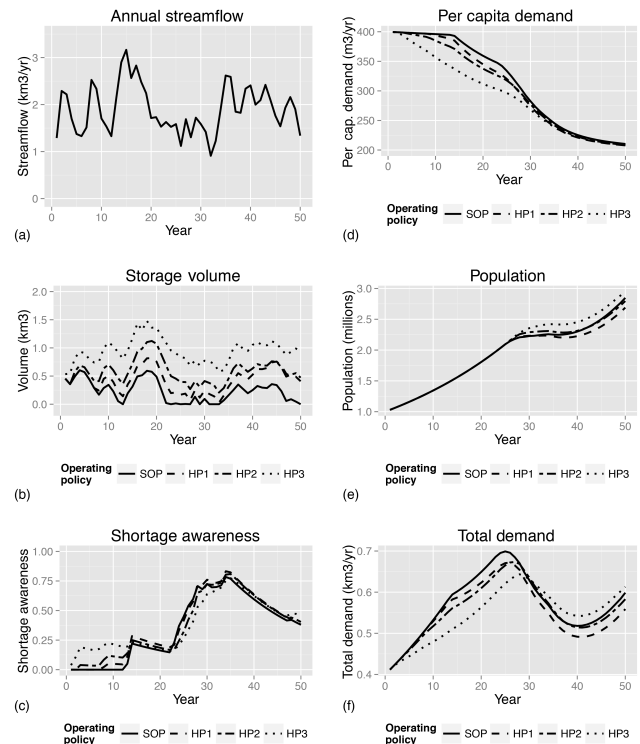 Annual streamflow
Streamflow (km3/yr)
3
2
1
0
0 10 20 30 40 50
Year
(a)
Per capita demand
Per cap. demand (m3/yr)
400
350
300
250
200
0 10 20 30 40 50
Year
Operating policy SOP HP1 HP2 HP3
(d)
Storage volume
Volume (km3)
2.0
1.5
1.0
0.5
0.0
0 10 20 30 40 50
Year
Operating policy SOP HP1 HP2 HP3
(b)
Population
Population (millions)
3.0
2.5
2.0
1.5
1.0
0 10 20 30 40 50
Year
Operating policy SOP HP1 HP2 HP3
(e)
Shortage awareness
Shortage awareness
1.00
0.75
0.50
0.25
0.00
0 10 20 30 40 50
Year
Operating policy SOP HP1 HP2 HP3
(c)
Total demand
Total demand (km3/yr)
0.7
0.6
0.5
0.4
0 10 20 30 40 50
Year
Operating policy SOP HP1 HP2 HP3
(f)